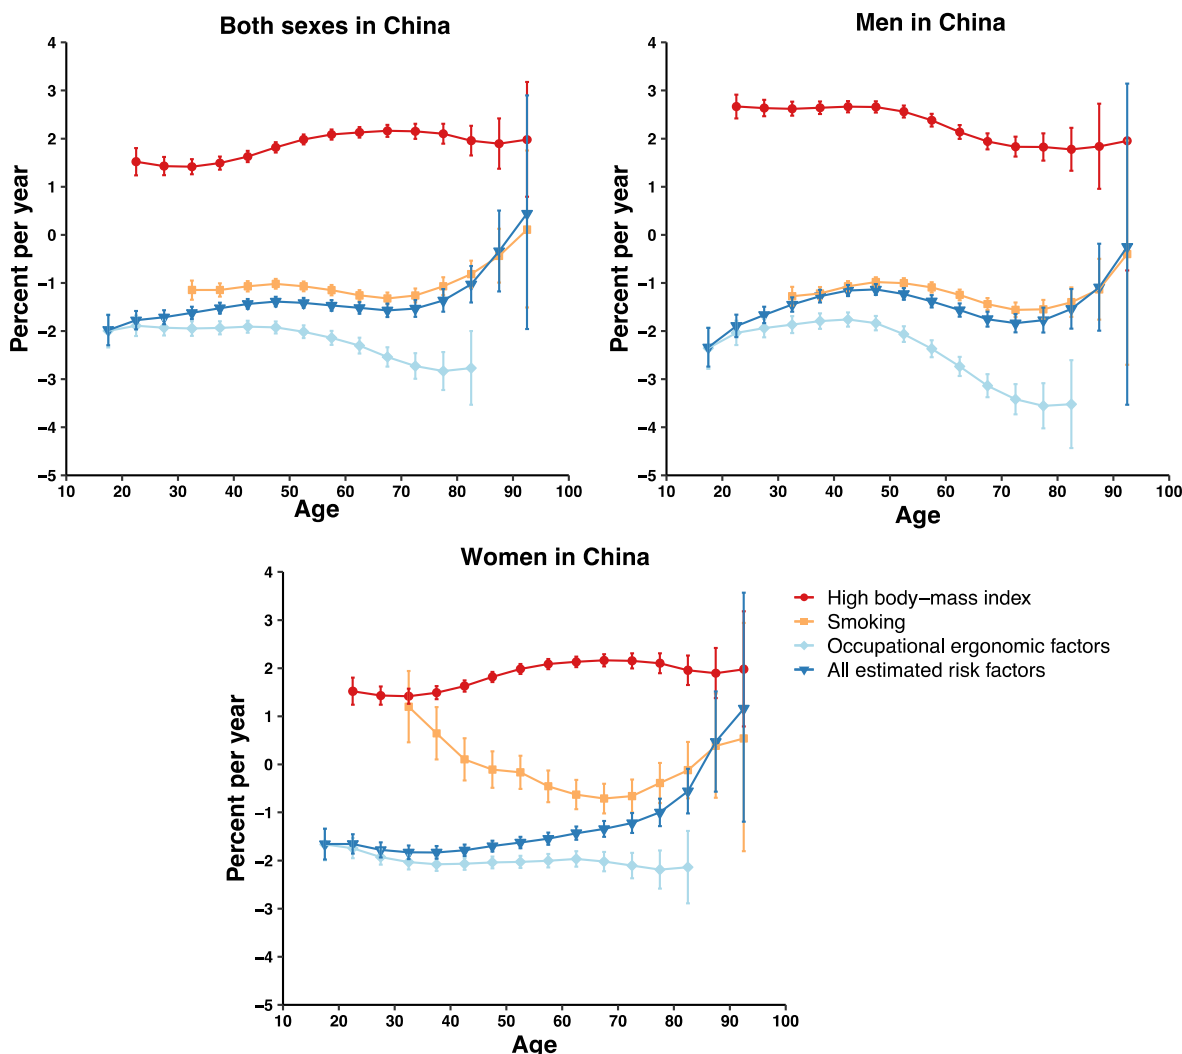 Both sexes in China
Percent per year
4
3
2
1
0
−1
−2
−3
−4
−5
10 20 30 40 50 60 70 80 90 100
Age
Men in China
Percent per year
4
3
2
1
0
−1
−2
−3
−4
−5
10 20 30 40 50 60 70 80 90 100
Age
Women in China
Percent per year
4
3
2
1
0
−1
−2
−3
−4
−5
10 20 30 40 50 60 70 80 90 100
Age
High body−mass index
Smoking
Occupational ergonomic factors
All estimated risk factors